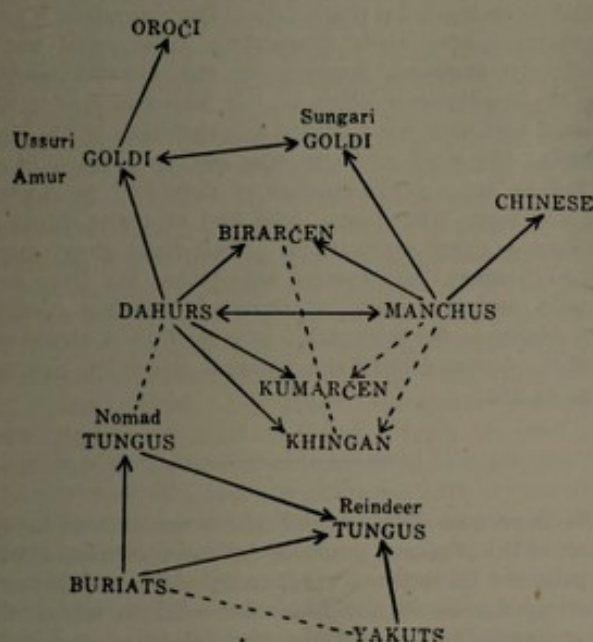 OROČI
Sungari
Ussuri
GOLDI
GOLDI
Amur
CHINESE
BIRARČEN
DAHURS
MANCHUS
KUMARČEN
Nomad
TUNGUS
KHINGAN
Reindeer
TUNGUS
BURIATS
YAKUTS